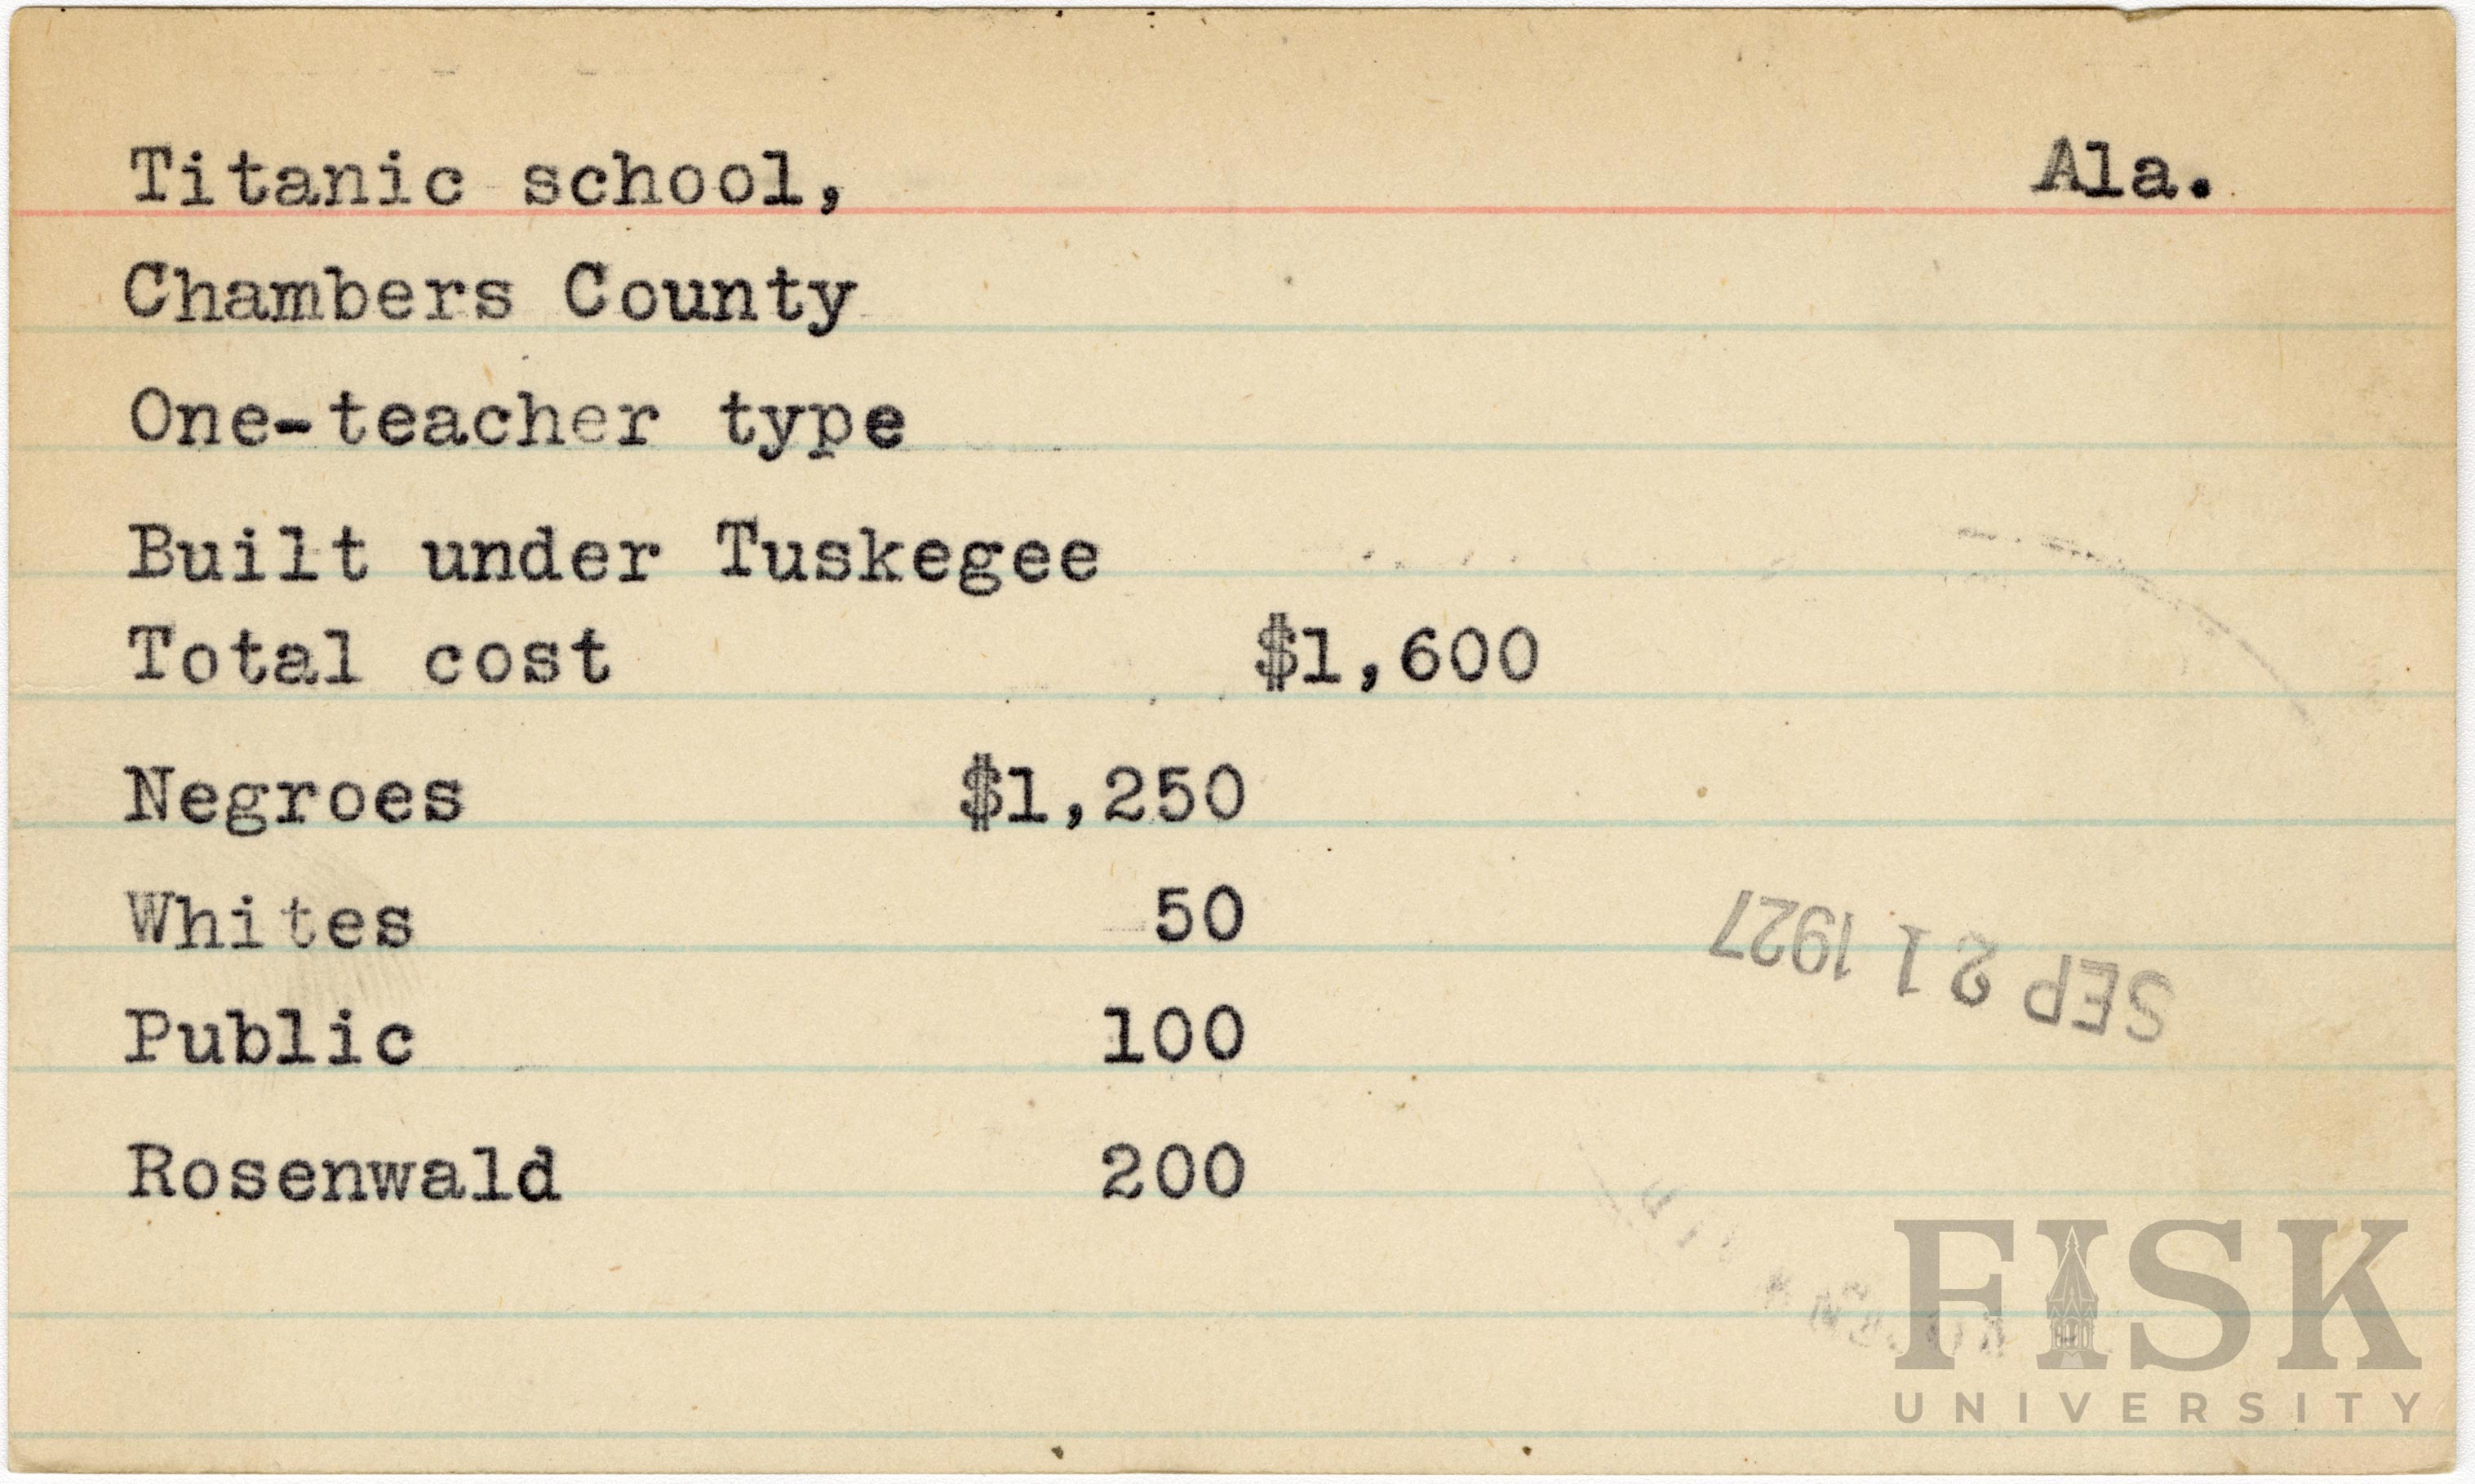 Titanic school, Ala.
Chambers County
One-teacher type
Built under Tuskegee
Total cost $1,600
Negroes $1,250
Whites 50
Public 100
Rosenwald 200
SEP 21 1927
FISK
UNIVERSITY